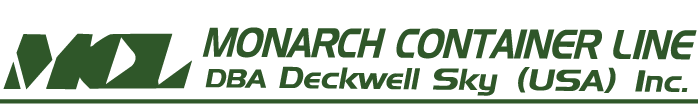 MCL MONARCH CONTAINER LINE
DBA Deckwell Sky (USA) Inc.